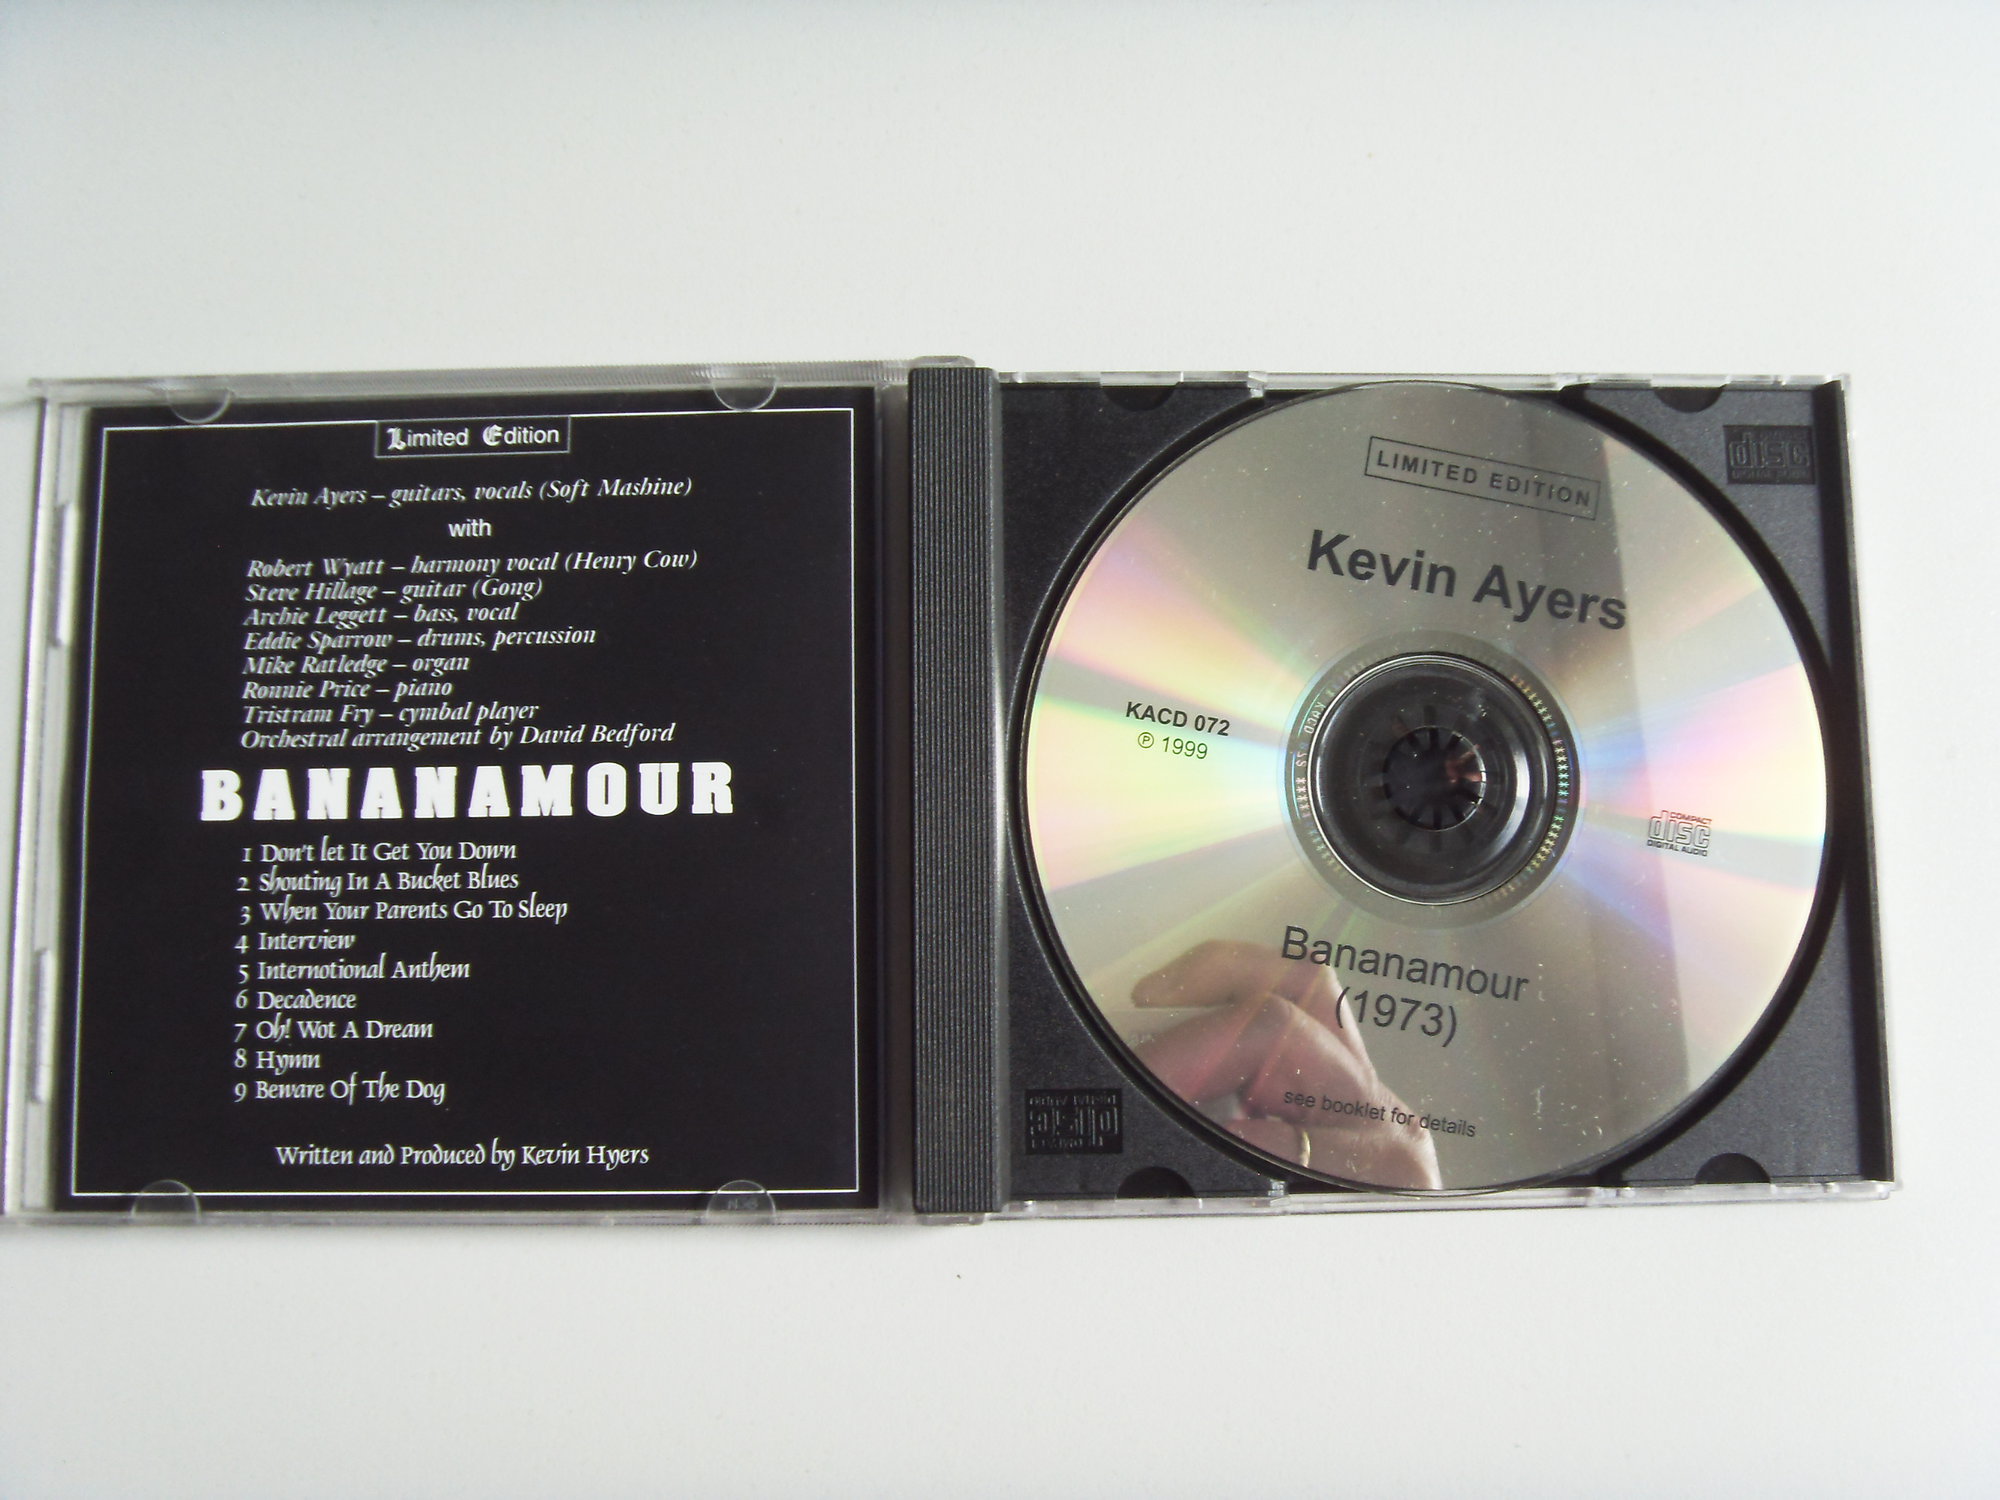 Limited Edition
Kevin Ayers – guitars, vocals (Soft Mashine)
with
Robert Wyatt – harmony vocal (Henry Cow)
Steve Hillage – guitar (Gong)
Archie Leggett – bass, vocal
Eddie Sparrow – drums, percussion
Mike Ratledge – organ
Ronnie Price – piano
Tristram Fry – cymbal player
Orchestral arrangement by David Bedford
BANANAMOUR
1 Don't let It Get You Down
2 Shouting In A Bucket Blues
3 When Your Parents Go To Sleep
4 Interview
5 Internotional Anthem
6 Decadence
7 Oh! Wot A Dream
8 Hymn
9 Beware Of The Dog
Written and Produced by Kevin Hyers
LIMITED EDITION
Kevin Ayers
KACD 072
℗ 1999
COMPACT
disc
DIGITAL AUDIO
Bananamour
(1973)
see booklet for details
disc
COMPACT
disc
DIGITAL AUDIO